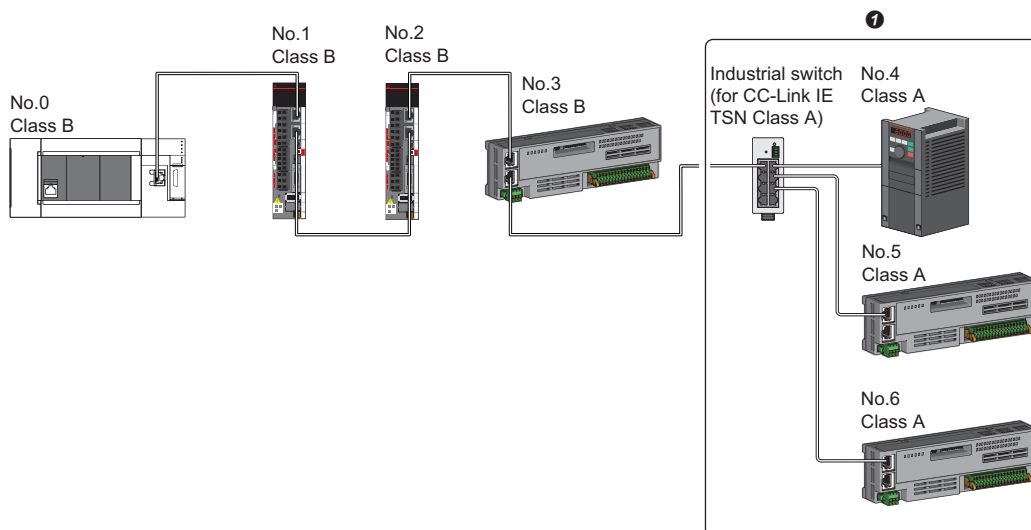 ❶
No.1
Class B
No.2
Class B
No.0
Class B
No.3
Class B
Industrial switch
(for CC-Link IE
TSN Class A)
No.4
Class A
No.5
Class A
No.6
Class A